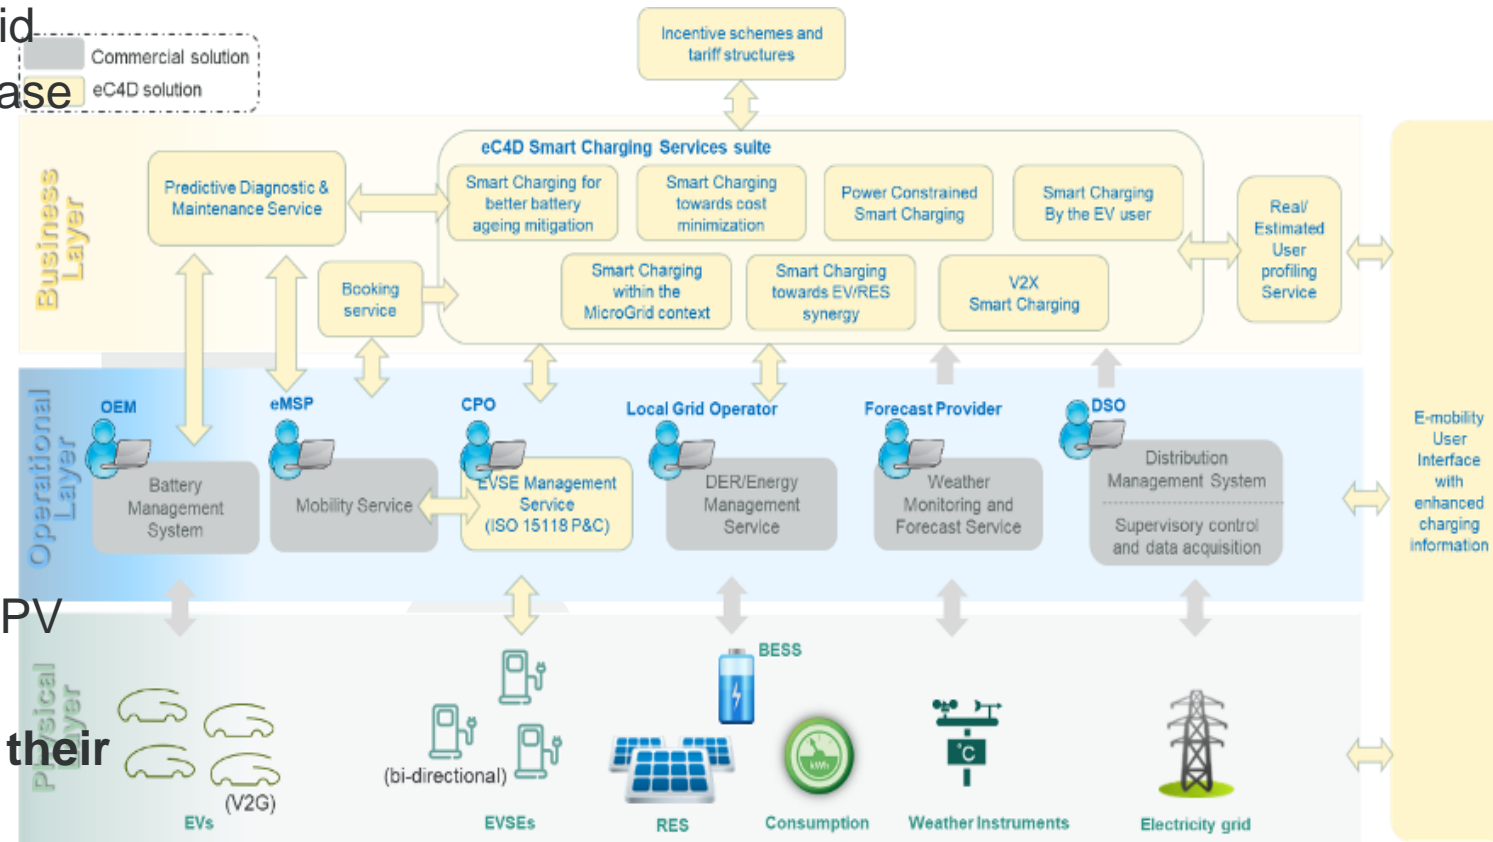 id
Commercial solution
ase
eC4D solution
Incentive schemes and
tariff structures
Business
Layer
eC4D Smart Charging Services suite
Predictive Diagnostic &
Maintenance Service
Smart Charging for
better battery
ageing mitigation
Smart Charging
towards cost
minimization
Power Constrained
Smart Charging
Smart Charging
By the EV user
Real/
Estimated
User
profiling
Service
Booking
service
Smart Charging
within the
MicroGrid context
Smart Charging
towards EV/RES
synergy
V2X
Smart Charging
Operational
Layer
OEM
eMSP
CPO
Local Grid Operator
Forecast Provider
DSO
Battery
Management
System
Mobility Service
EVSE Management
Service
(ISO 15118 P&C)
DER/Energy
Management
Service
Weather
Monitoring and
Forecast Service
Distribution
Management System
Supervisory control
and data acquisition
E-mobility
User
Interface
with
enhanced
charging
information
PV
Physical
Layer
their
BESS
(bi-directional)
(V2G)
kWh
°C
EVs
EVSEs
RES
Consumption
Weather Instruments
Electricity grid